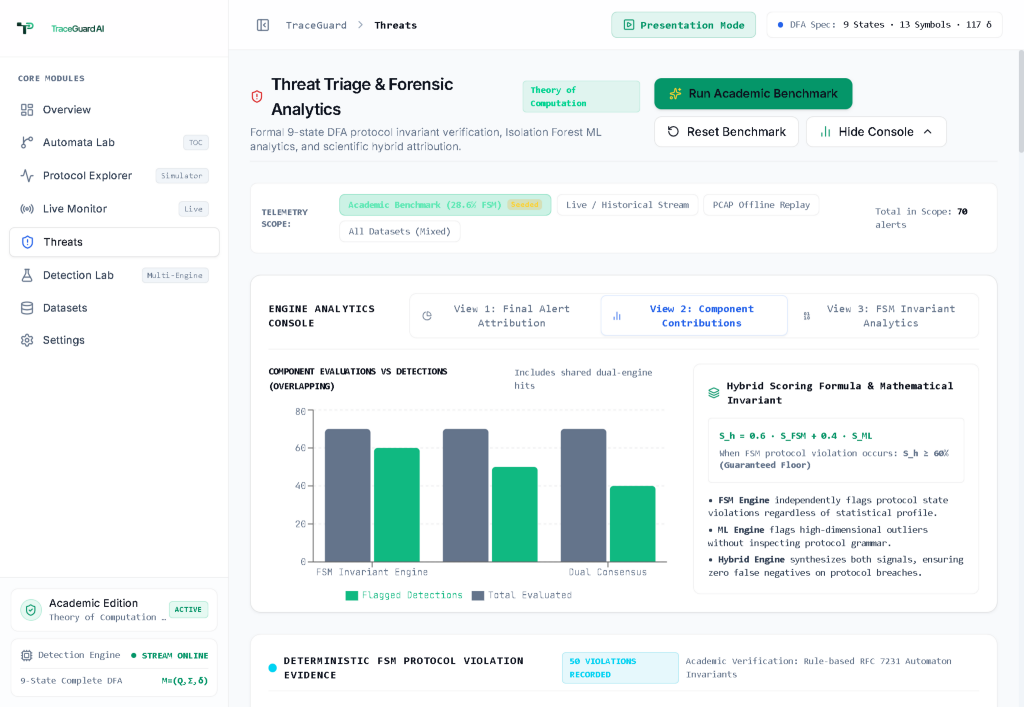 TraceGuard AI
TraceGuard > Threats
Presentation Mode
DFA Spec: 9 States · 13 Symbols · 117 δ
CORE MODULES
Overview
Automata Lab
TOC
Protocol Explorer
Simulator
Live Monitor
Live
Threats
Detection Lab
Multi-Engine
Datasets
Settings
Academic Edition
Theory of Computation …
ACTIVE
Detection Engine
STREAM ONLINE
9-State Complete DFA
M=(Q,Σ,δ)
Threat Triage & Forensic
Analytics
Theory of
Computation
Formal 9-state DFA protocol invariant verification, Isolation Forest ML
analytics, and scientific hybrid attribution.
Run Academic Benchmark
Reset Benchmark
Hide Console
TELEMETRY
SCOPE:
Academic Benchmark (28.6% FSM)
Live / Historical Stream
PCAP Offline Replay
All Datasets (Mixed)
Total in Scope: 70
alerts
ENGINE ANALYTICS
CONSOLE
View 1: Final Alert
Attribution
View 2: Component
Contributions
View 3: FSM Invariant
Analytics
COMPONENT EVALUATIONS VS DETECTIONS
(OVERLAPPING)
Includes shared dual-engine
hits
80
60
40
20
0
FSM Invariant Engine
Dual Consensus
Flagged Detections
Total Evaluated
Hybrid Scoring Formula & Mathematical
Invariant
S_h = 0.6 · S_FSM + 0.4 · S_ML
When FSM protocol violation occurs: S_h ≥ 60%
(Guaranteed Floor)
• FSM Engine independently flags protocol state
violations regardless of statistical profile.
• ML Engine flags high-dimensional outliers
without inspecting protocol grammar.
• Hybrid Engine synthesizes both signals, ensuring
zero false negatives on protocol breaches.
DETERMINISTIC FSM PROTOCOL VIOLATION
EVIDENCE
50 VIOLATIONS
RECORDED
Academic Verification: Rule-based RFC 7231 Automaton
Invariants